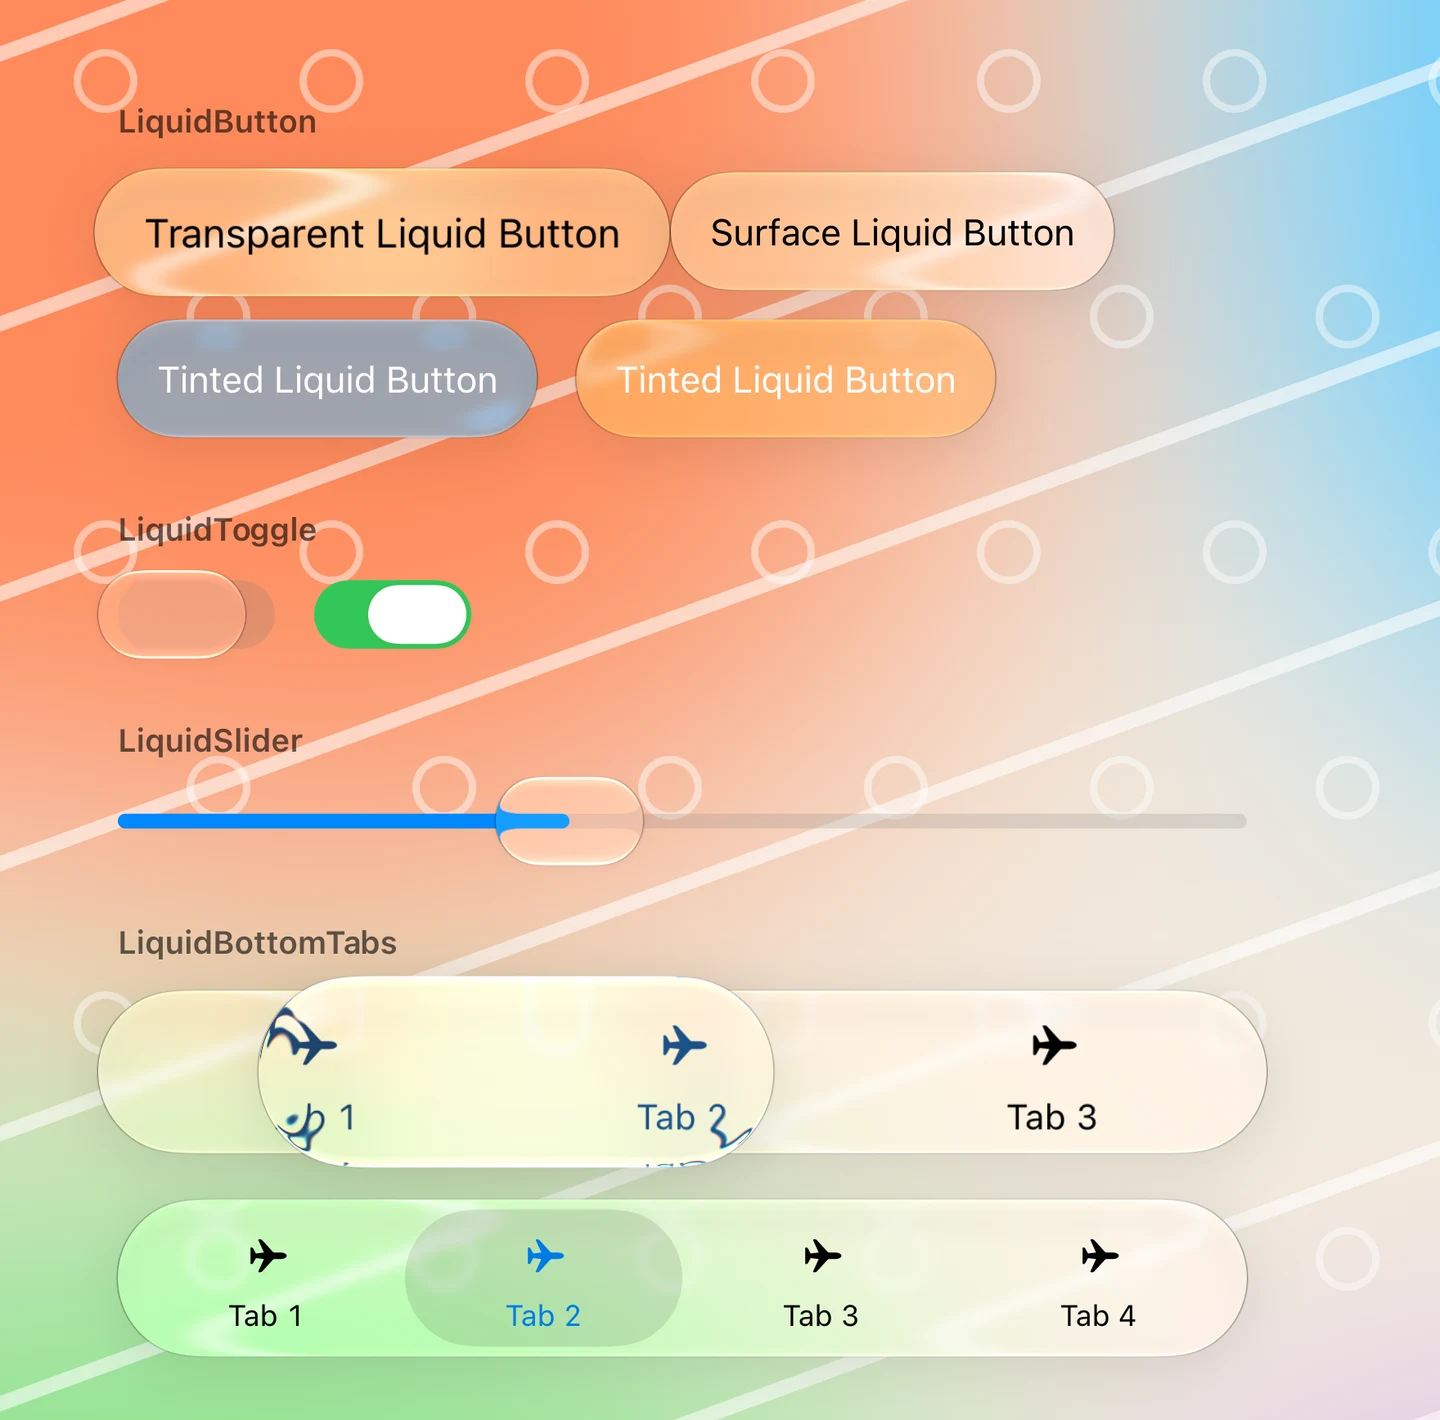 LiquidButton
Transparent Liquid Button
Surface Liquid Button
Tinted Liquid Button
Tinted Liquid Button
LiquidToggle
LiquidSlider
LiquidBottomTabs
b 1
Tab 2
Tab 3
Tab 1
Tab 2
Tab 3
Tab 4